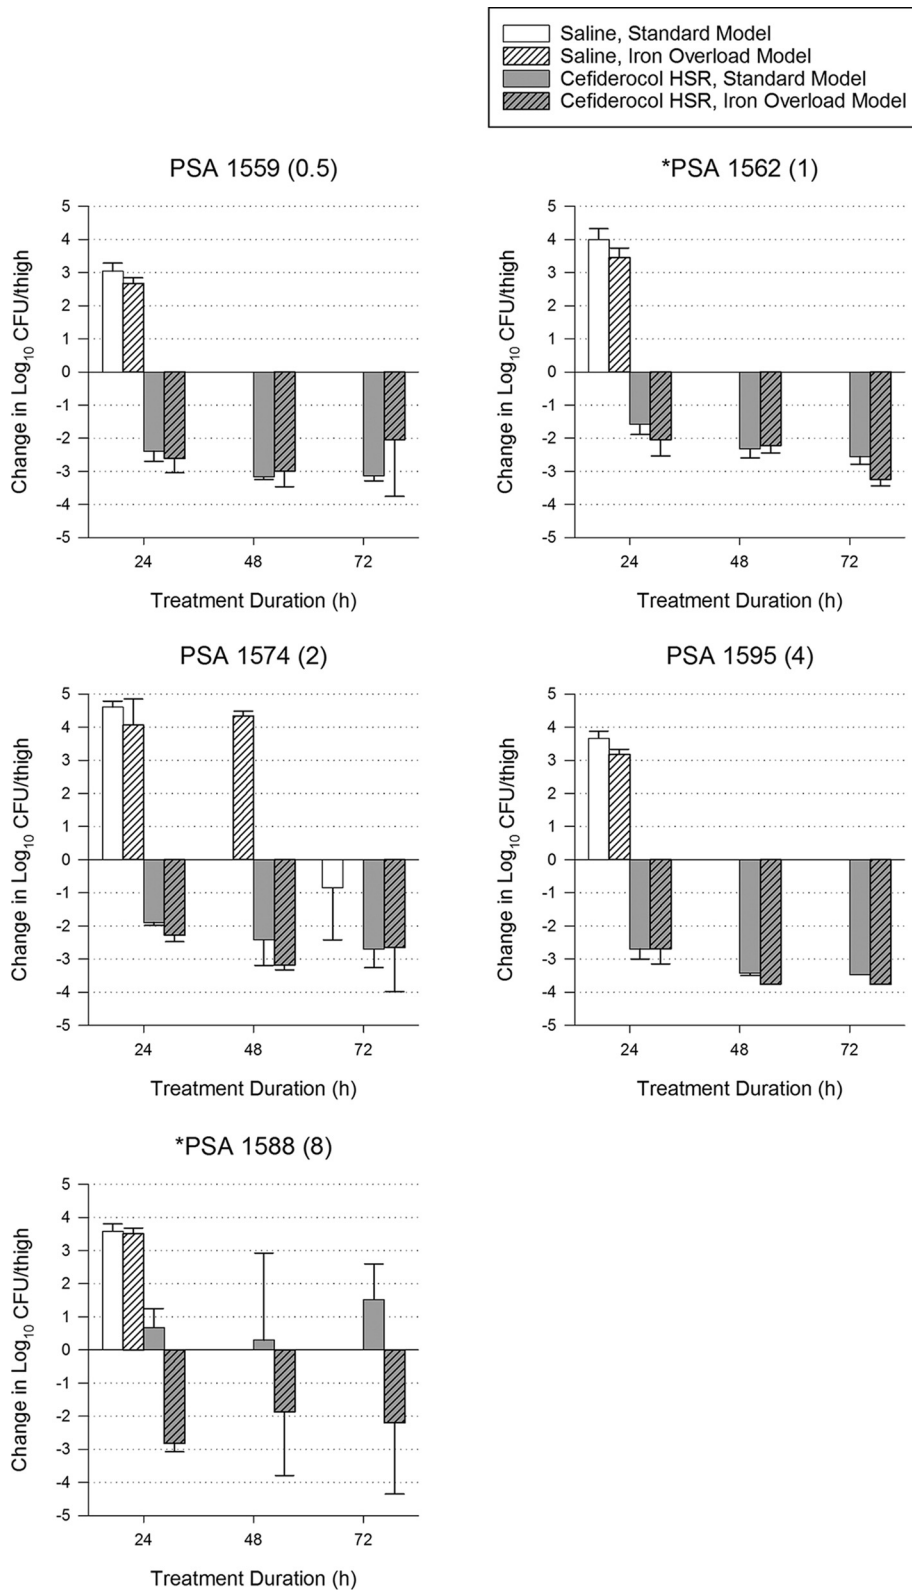 Saline, Standard Model
Saline, Iron Overload Model
Cefiderocol HSR, Standard Model
Cefiderocol HSR, Iron Overload Model
PSA 1559 (0.5)
Change in Log10 CFU/thigh
5
4
3
2
1
0
-1
-2
-3
-4
-5
24 48 72
Treatment Duration (h)
*PSA 1562 (1)
Change in Log10 CFU/thigh
5
4
3
2
1
0
-1
-2
-3
-4
-5
24 48 72
Treatment Duration (h)
PSA 1574 (2)
Change in Log10 CFU/thigh
5
4
3
2
1
0
-1
-2
-3
-4
-5
24 48 72
Treatment Duration (h)
PSA 1595 (4)
Change in Log10 CFU/thigh
5
4
3
2
1
0
-1
-2
-3
-4
-5
24 48 72
Treatment Duration (h)
*PSA 1588 (8)
Change in Log10 CFU/thigh
5
4
3
2
1
0
-1
-2
-3
-4
-5
24 48 72
Treatment Duration (h)